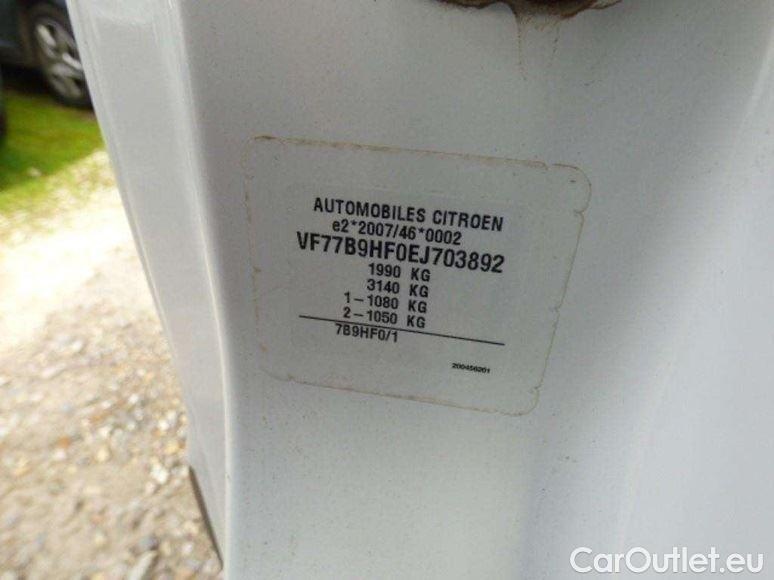 AUTOMOBILES CITROEN
e2*2007/46*0002
VF77B9HF0EJ703892
1990 KG
3140 KG
1-1080 KG
2-1050 KG
7B9HF0/1
200456201
CarOutlet.eu